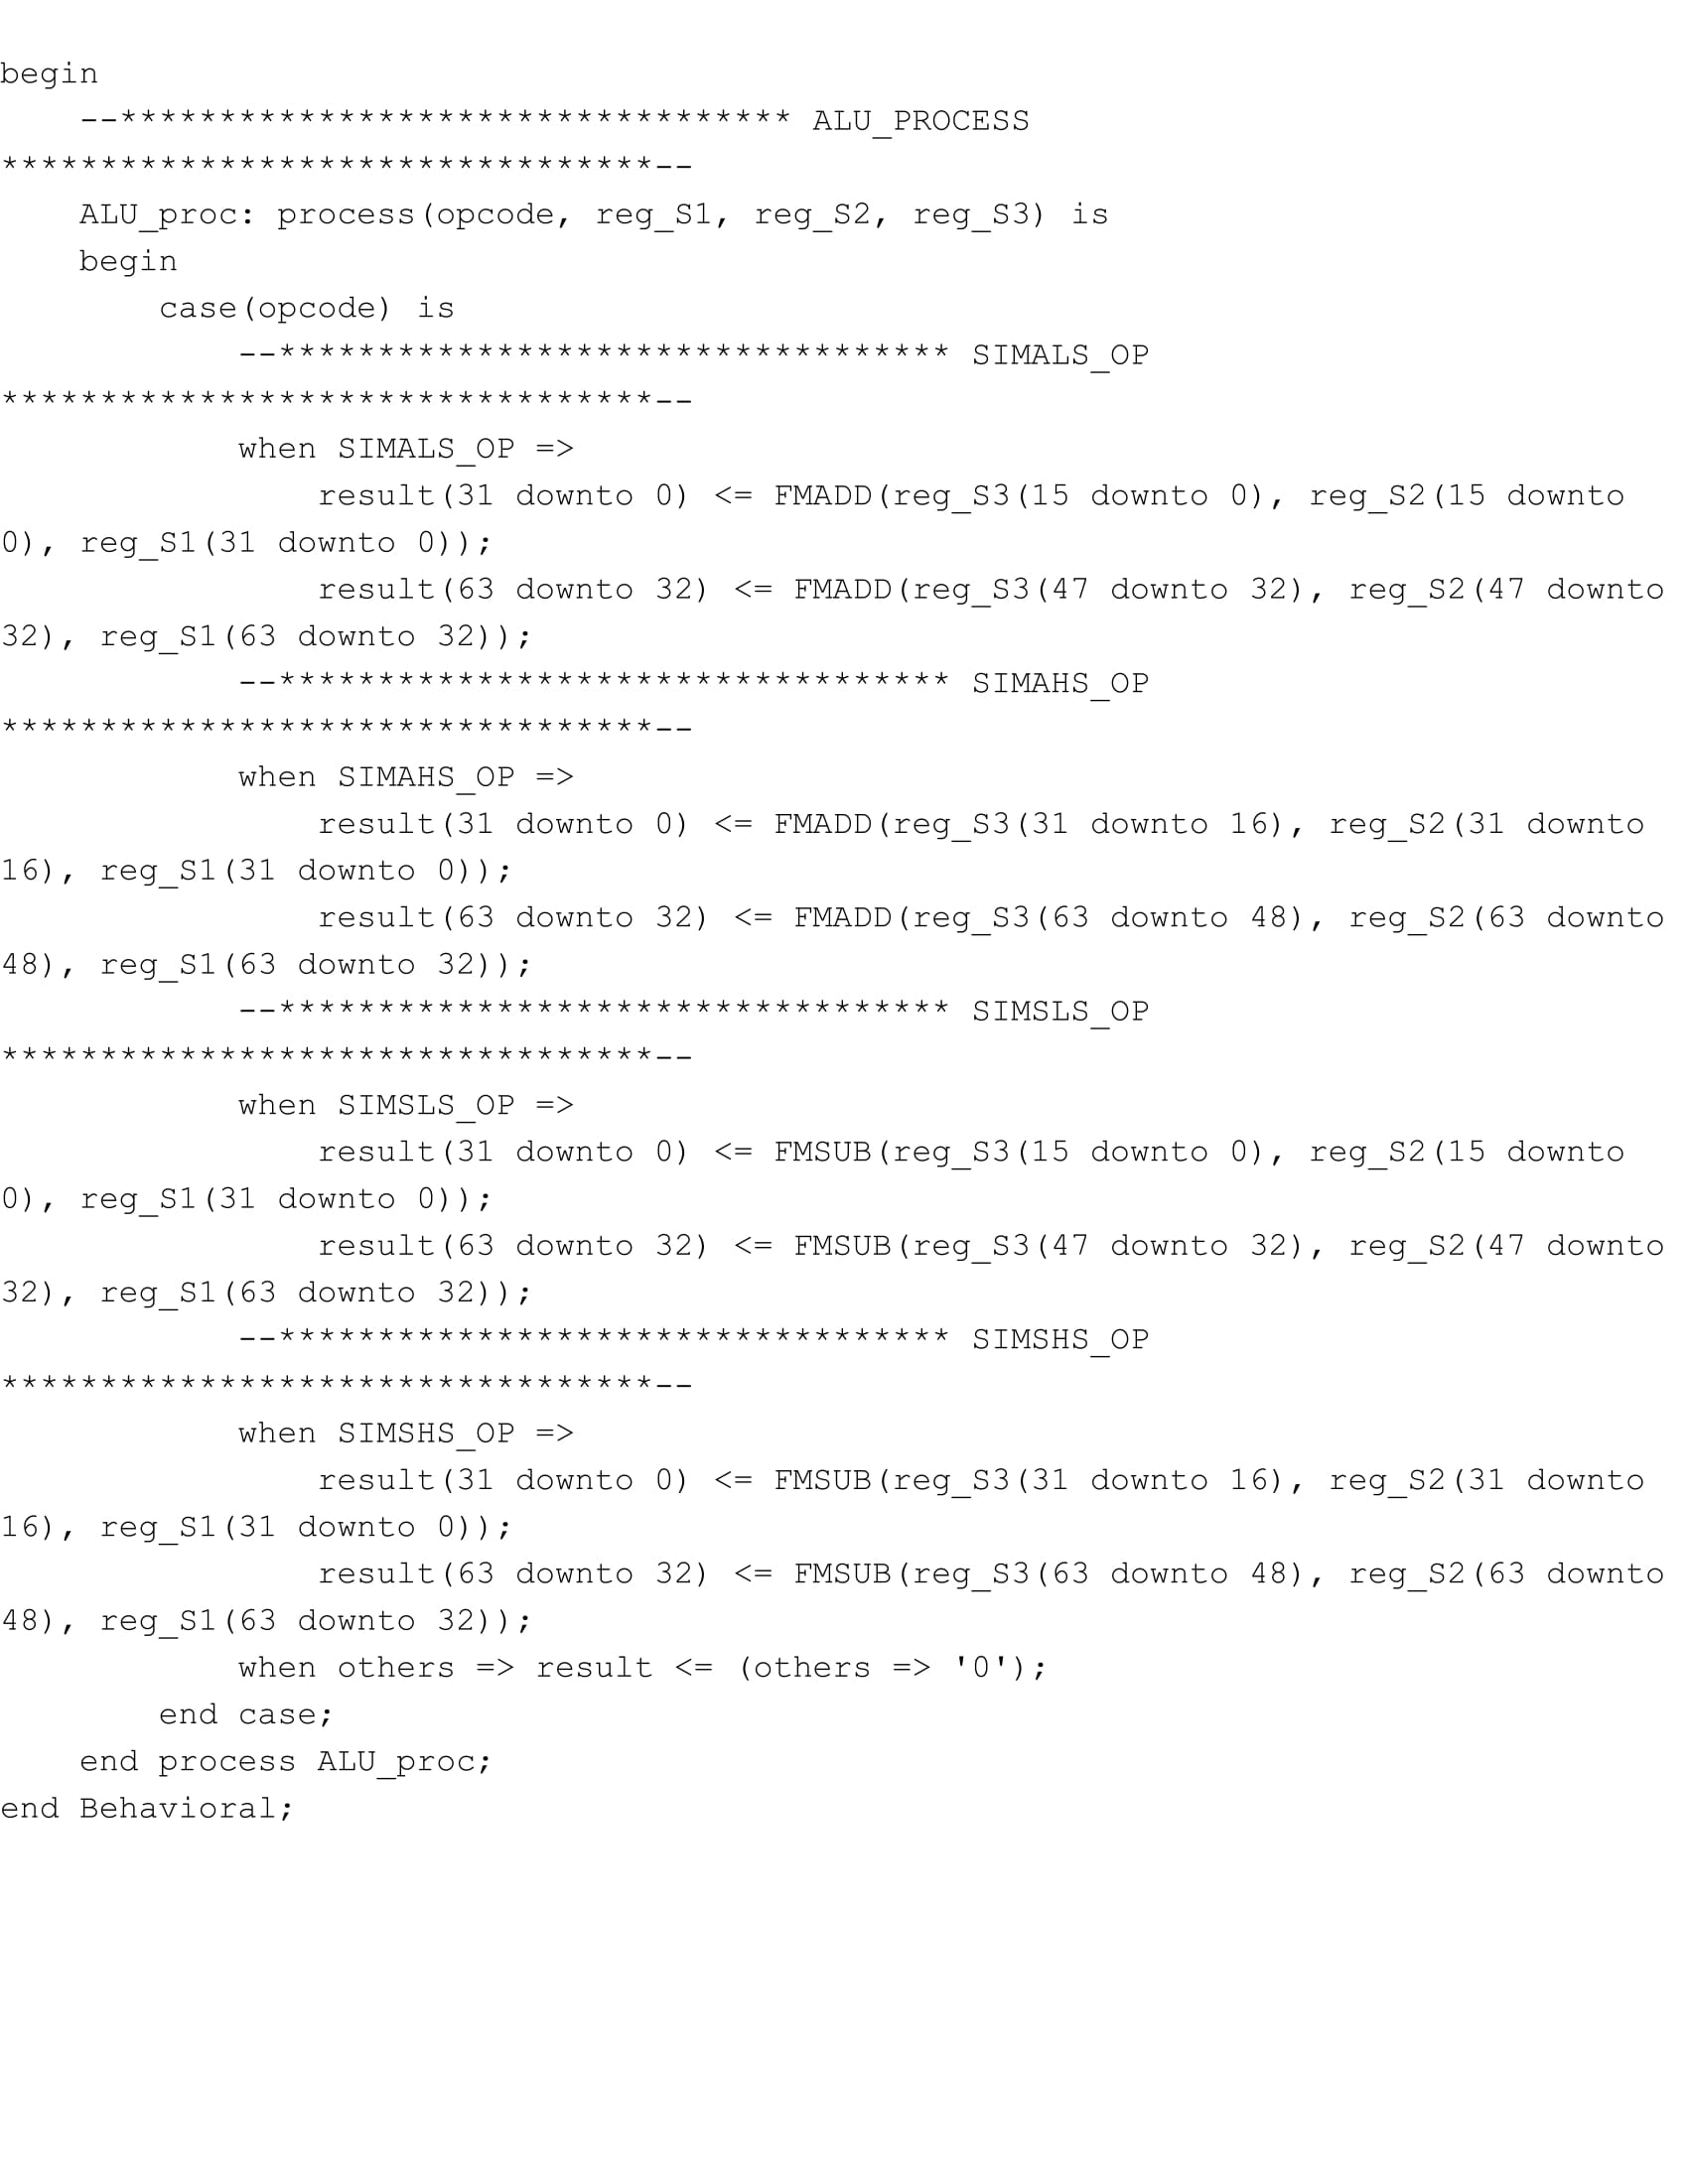 begin
    --********************************** ALU_PROCESS
*********************************--
    ALU_proc: process(opcode, reg_S1, reg_S2, reg_S3) is
    begin
        case(opcode) is
            --********************************** SIMALS_OP
*********************************--
            when SIMALS_OP =>
                result(31 downto 0) <= FMADD(reg_S3(15 downto 0), reg_S2(15 downto
0), reg_S1(31 downto 0));
                result(63 downto 32) <= FMADD(reg_S3(47 downto 32), reg_S2(47 downto
32), reg_S1(63 downto 32));
            --********************************** SIMAHS_OP
*********************************--
            when SIMAHS_OP =>
                result(31 downto 0) <= FMADD(reg_S3(31 downto 16), reg_S2(31 downto
16), reg_S1(31 downto 0));
                result(63 downto 32) <= FMADD(reg_S3(63 downto 48), reg_S2(63 downto
48), reg_S1(63 downto 32));
            --********************************** SIMSLS_OP
*********************************--
            when SIMSLS_OP =>
                result(31 downto 0) <= FMSUB(reg_S3(15 downto 0), reg_S2(15 downto
0), reg_S1(31 downto 0));
                result(63 downto 32) <= FMSUB(reg_S3(47 downto 32), reg_S2(47 downto
32), reg_S1(63 downto 32));
            --********************************** SIMSHS_OP
*********************************--
            when SIMSHS_OP =>
                result(31 downto 0) <= FMSUB(reg_S3(31 downto 16), reg_S2(31 downto
16), reg_S1(31 downto 0));
                result(63 downto 32) <= FMSUB(reg_S3(63 downto 48), reg_S2(63 downto
48), reg_S1(63 downto 32));
            when others => result <= (others => '0');
        end case;
    end process ALU_proc;
end Behavioral;